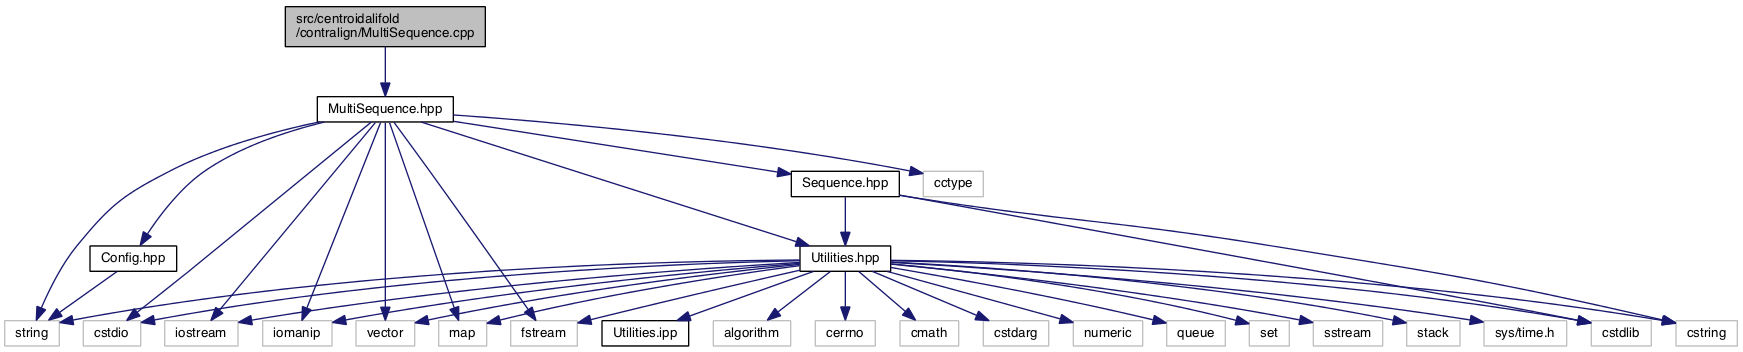 src/centroidalifold
/contralign/MultiSequence.cpp
MultiSequence.hpp
Sequence.hpp
cctype
Config.hpp
Utilities.hpp
string
cstdio
iostream
iomanip
vector
map
fstream
Utilities.ipp
algorithm
cerrno
cmath
cstdarg
numeric
queue
set
sstream
stack
sys/time.h
cstdlib
cstring